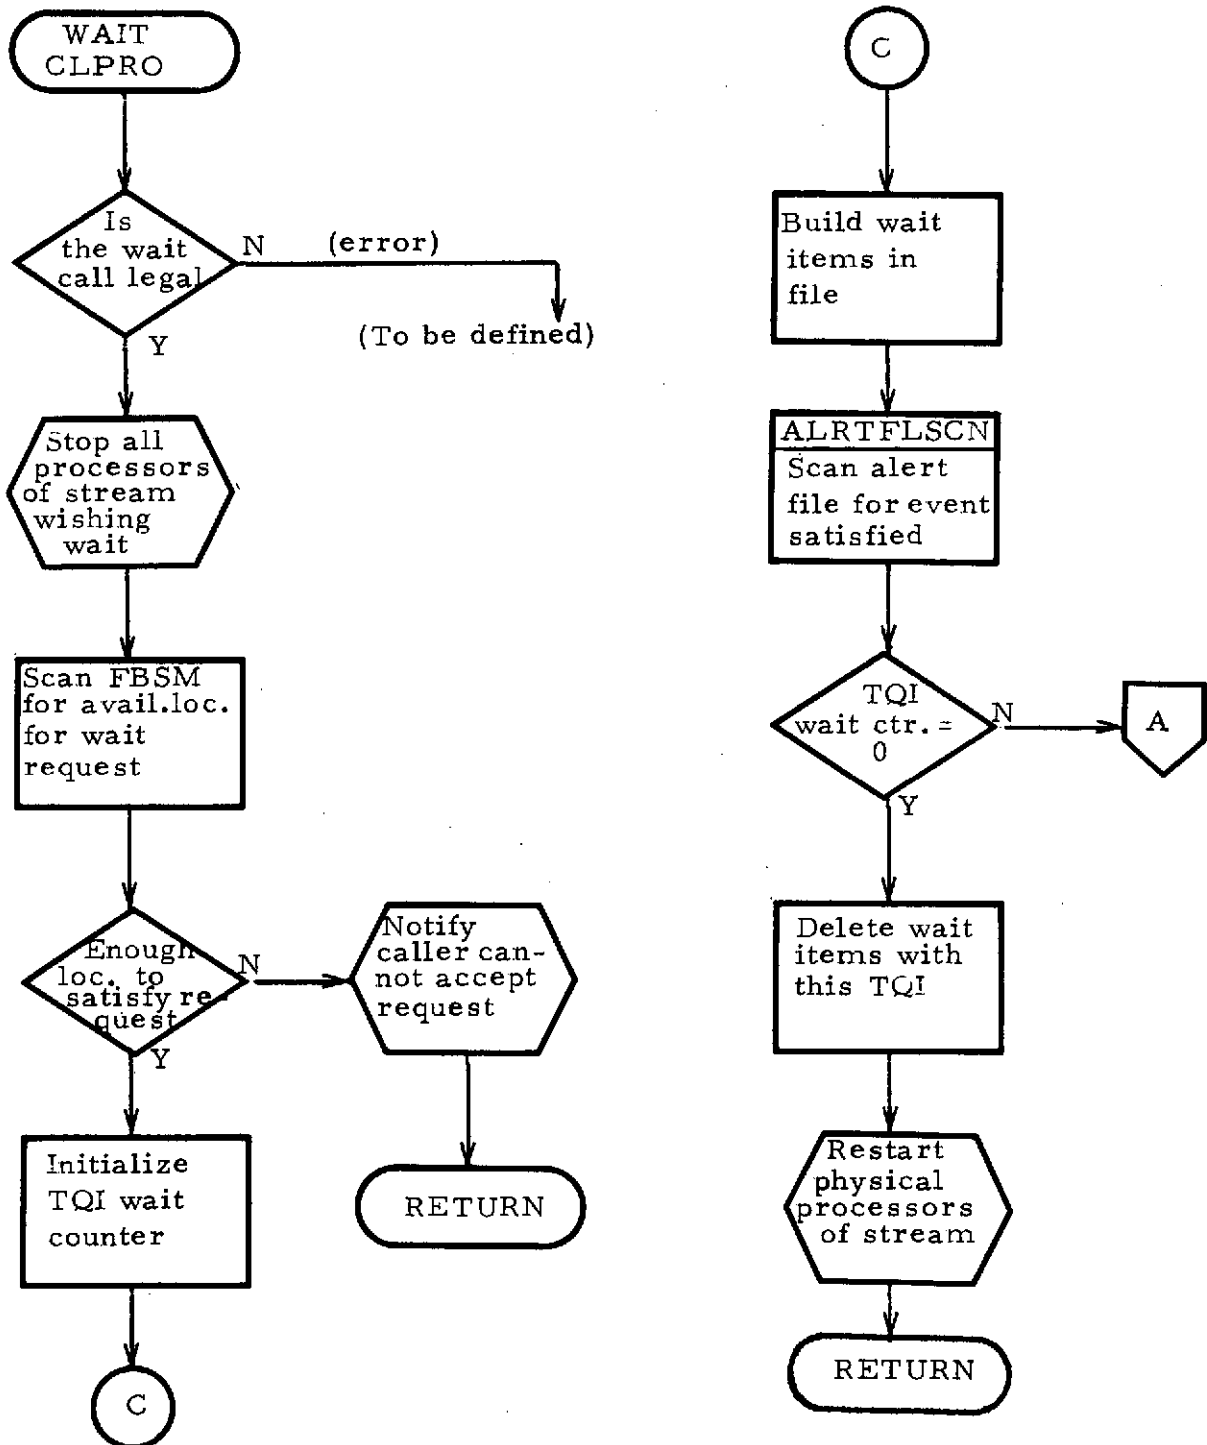 WAIT
CLPRO
Is
the wait
call legal
N
(error)
(To be defined)
Y
Stop all
processors
of stream
wishing
wait
Scan FBSM
for avail.loc.
for wait
request
Enough
loc. to
satisfy re-
quest
N
Notify
caller can-
not accept
request
RETURN
Y
Initialize
TQI wait
counter
C
C
Build wait
items in
file
ALRTFLSCN
Scan alert
file for event
satisfied
TQI
wait ctr. =
0
N
A
Y
Delete wait
items with
this TQI
Restart
physical
processors
of stream
RETURN